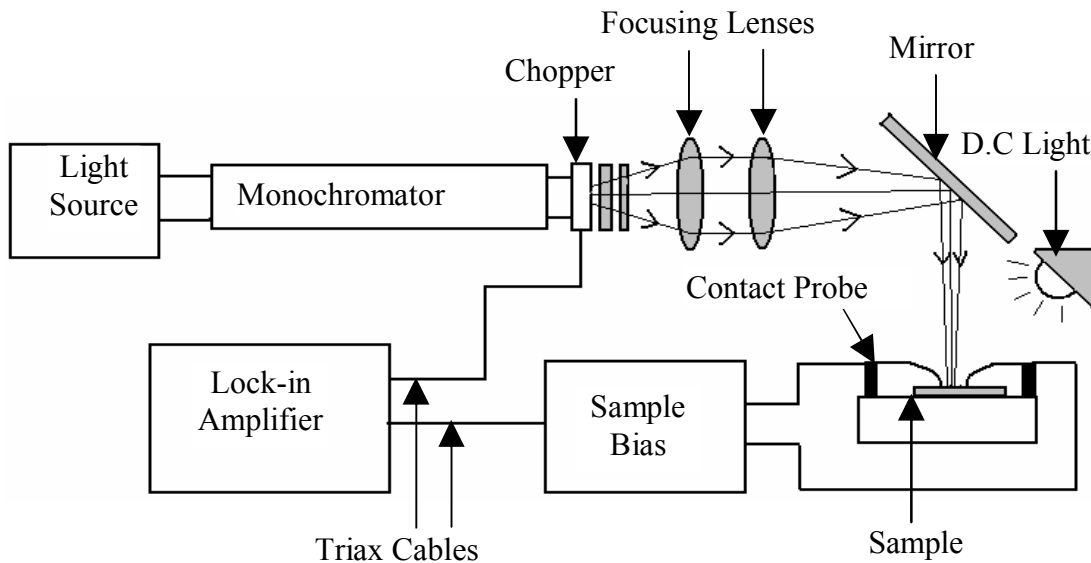 Focusing Lenses
Mirror
Chopper
D.C Light
Light
Source
Monochromator
Contact Probe
Lock-in
Amplifier
Sample
Bias
Triax Cables
Sample